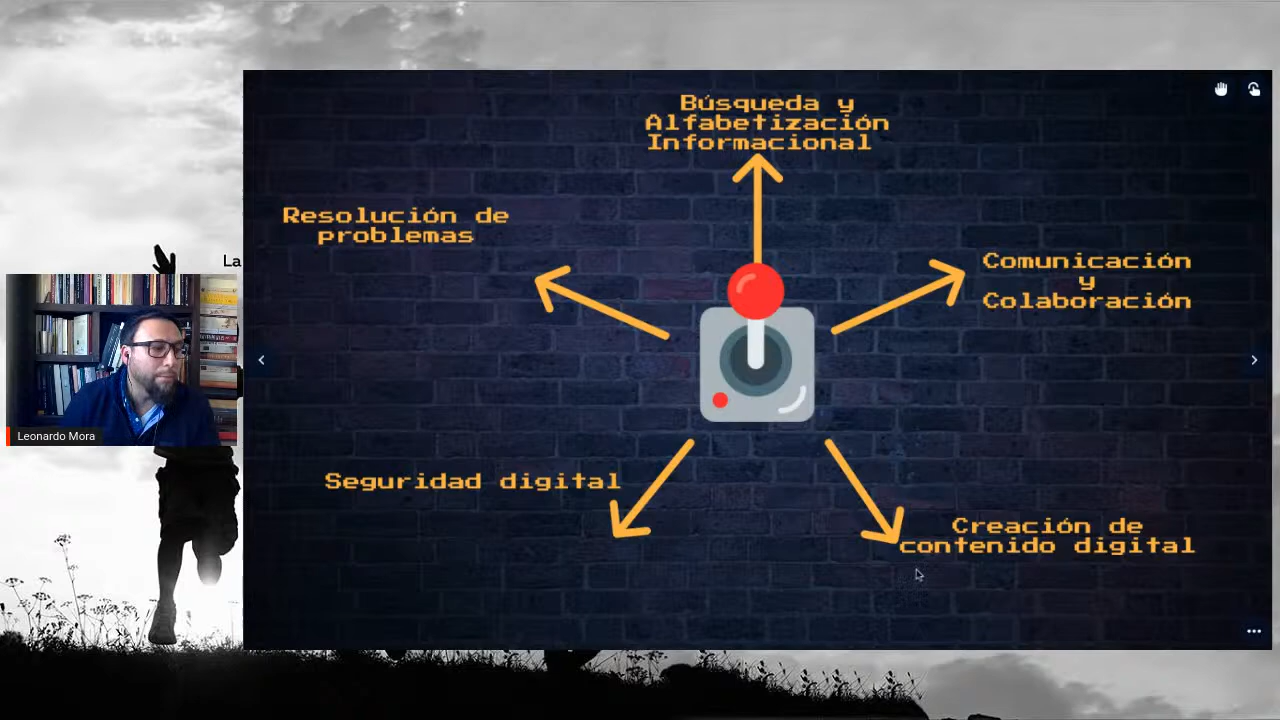 Búsqueda y
Alfabetización
Informacional
Resolución de
problemas
Comunicación
y
Colaboración
La
Leonardo Mora
Seguridad digital
Creación de
contenido digital